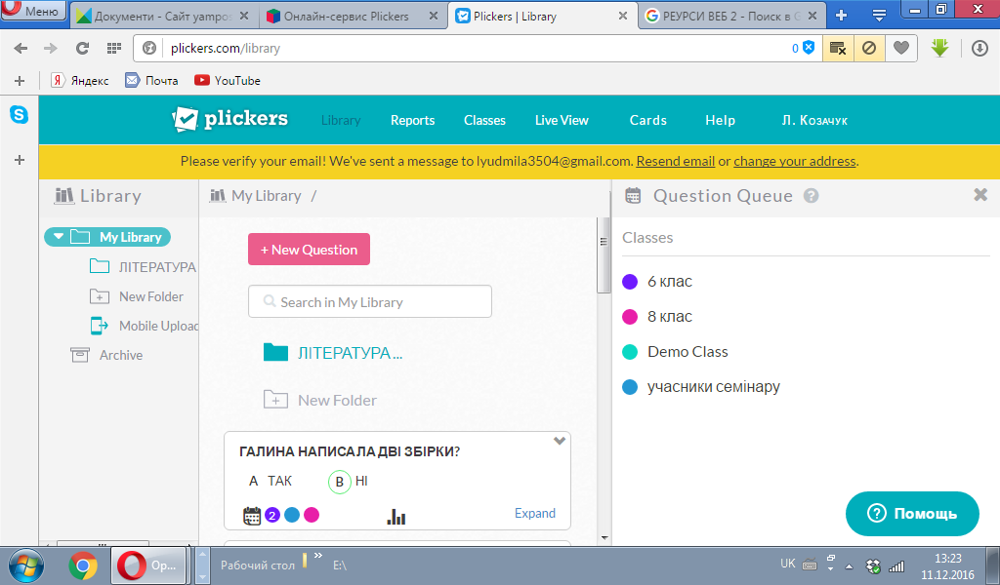 Меню
Документи - Сайт yampos
Онлайн-сервис Plickers
Plickers | Library
РЕУРСИ ВЕБ 2 - Поиск в G
plickers.com/library
0
Яндекс
Почта
YouTube
plickers
Library
Reports
Classes
Live View
Cards
Help
Л. Козачук
Please verify your email! We've sent a message to lyudmila3504@gmail.com. Resend email or change your address.
Library
My Library /
Question Queue ?
My Library
+ New Question
Classes
ЛІТЕРАТУРА
6 клас
New Folder
Search in My Library
8 клас
Mobile Upload
Archive
ЛІТЕРАТУРА ...
Demo Class
New Folder
учасники семінару
ГАЛИНА НАПИСАЛА ДВІ ЗБІРКИ?
A ТАК
B НІ
2
Expand
? Помощь
Op...
Рабочий стол
»
E:\
UK
13:23
11.12.2016